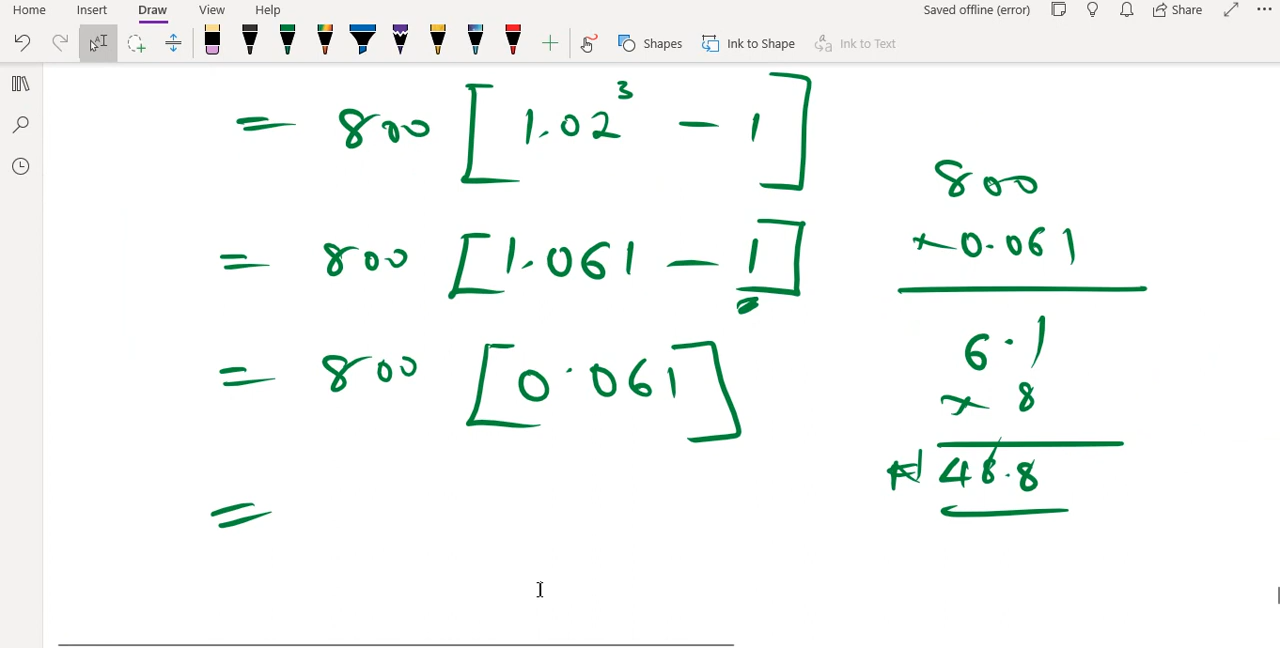 Home Insert Draw View Help Saved offline (error) Share
Shapes Ink to Shape Ink to Text
= 800 [1.02³ - 1]
= 800 [1.061 - 1]
= 800 [0.061]
=
800
×0.061
6.1
× 8
₦48.8